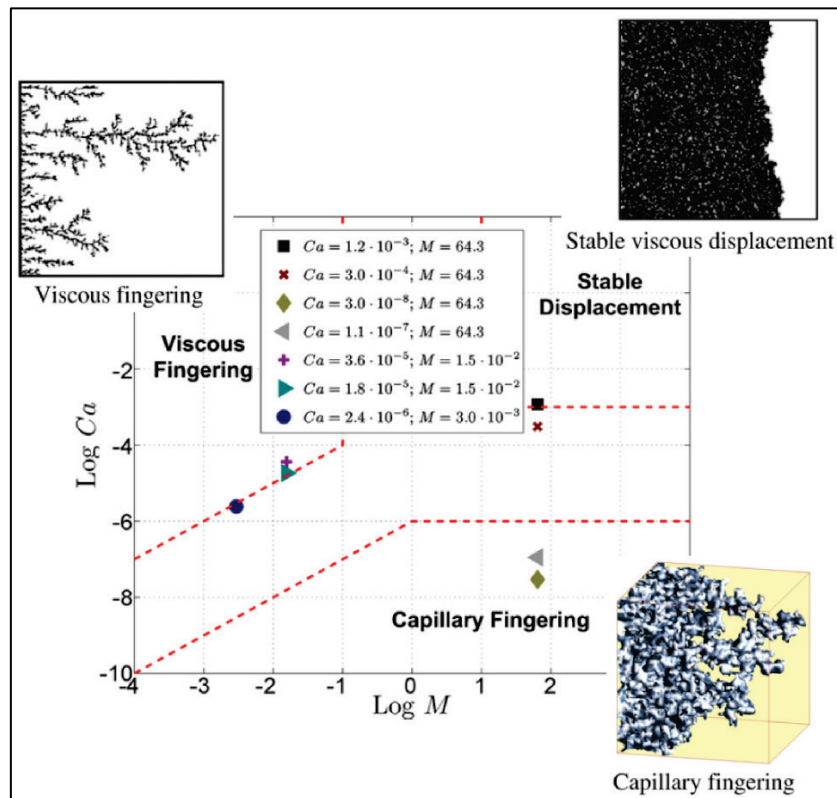 Viscous fingering
Stable viscous displacement
Ca = 1.2 · 10⁻³; M = 64.3
Ca = 3.0 · 10⁻⁴; M = 64.3
Ca = 3.0 · 10⁻⁸; M = 64.3
Ca = 1.1 · 10⁻⁷; M = 64.3
Ca = 3.6 · 10⁻⁵; M = 1.5 · 10⁻²
Ca = 1.8 · 10⁻⁵; M = 1.5 · 10⁻²
Ca = 2.4 · 10⁻⁶; M = 3.0 · 10⁻³
Stable
Displacement
Viscous
Fingering
Log Ca
-2
-4
-6
-8
-10
Capillary Fingering
-4 -3 -2 -1 0 1 2
Log M
Capillary fingering